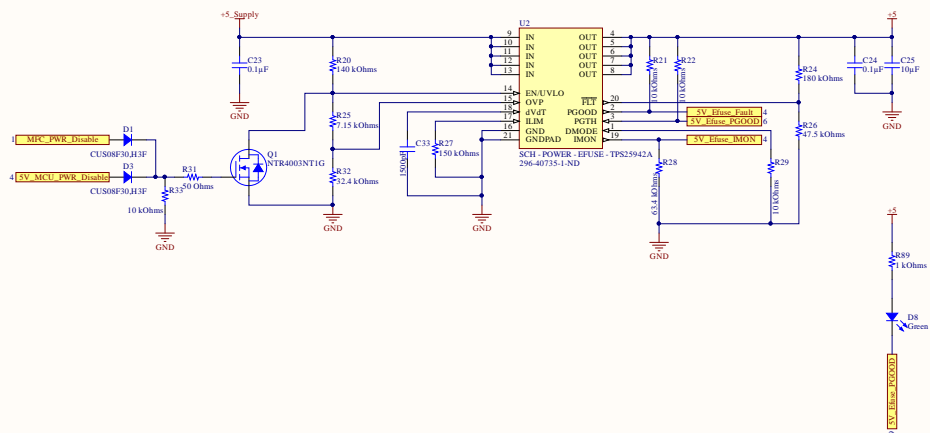 +5_Supply
C23
0.1µF
GND
R20
140 kOhms
R25
7.15 kOhms
R32
32.4 kOhms
GND
1 MFC_PWR_Disable
D1
CUS08F30,H3F
4 5V_MCU_PWR_Disable
D3
CUS08F30,H3F
R33
10 kOhms
GND
R31
50 Ohms
Q1
NTR4003NT1G
U2
9 IN OUT 4
10 IN OUT 5
11 IN OUT 6
12 IN OUT 7
13 IN OUT 8
14 EN/UVLO
15 OVP FLT 20
18 dVdT PGOOD 2
17 ILIM PGTH 3
16 GND DMODE 1
21 GNDPAD IMON 19
SCH - POWER - EFUSE - TPS25942A
296-40735-1-ND
C33
R27
150 kOhms
GND
R21
10 kOhms
R22
10 kOhms
5V_Efuse_Fault 4
5V_Efuse_PGOOD 6
5V_Efuse_IMON 4
R28
63.4 kOhms
GND
R29
10 kOhms
R24
180 kOhms
R26
47.5 kOhms
C24
0.1µF
C25
10µF
+5
GND
+5
R89
1 kOhms
D8
Green
5V_Efuse_PGOOD